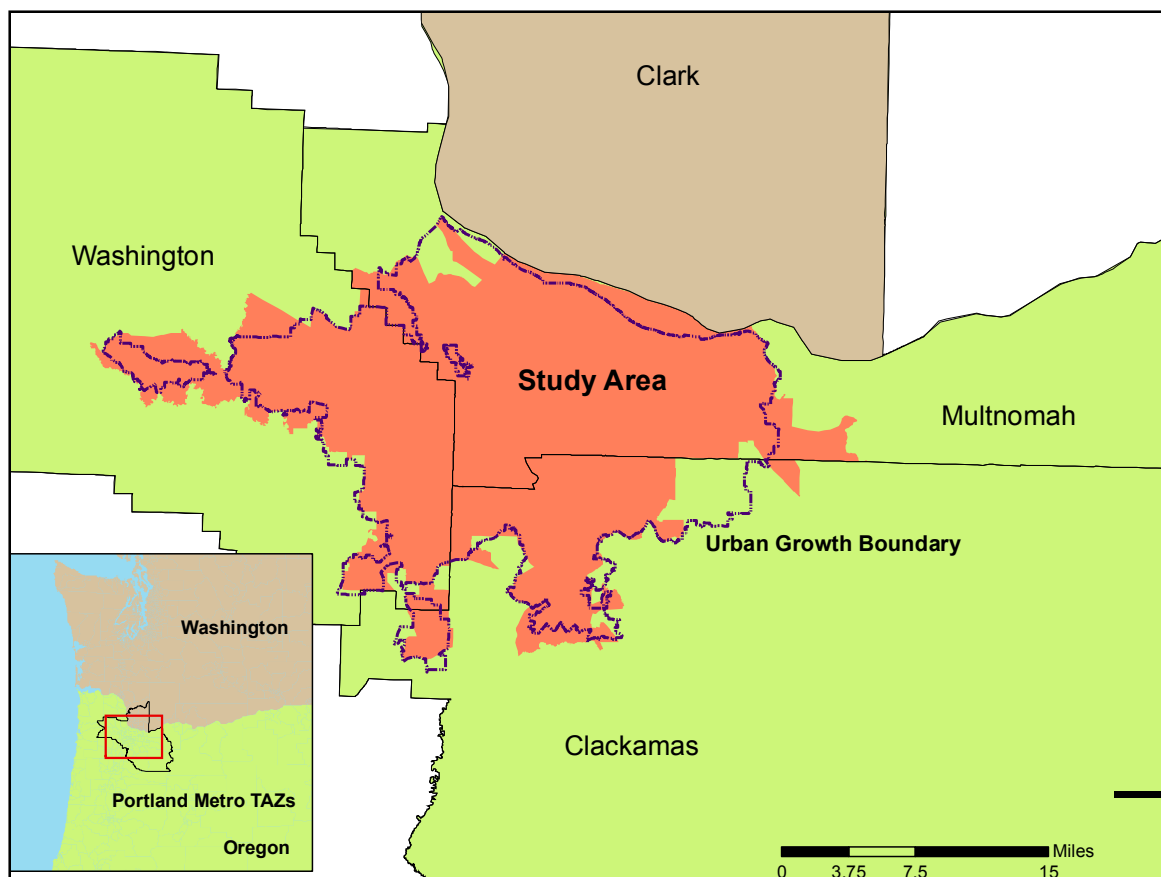 Clark
Washington
Study Area
Multnomah
Urban Growth Boundary
Washington
Clackamas
Portland Metro TAZs
Oregon
Miles
0 3.75 7.5 15